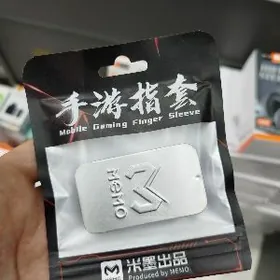 手游指套
Mobile Gaming Finger Sleeve
MEMO
米墨出品
Produced by MEMO